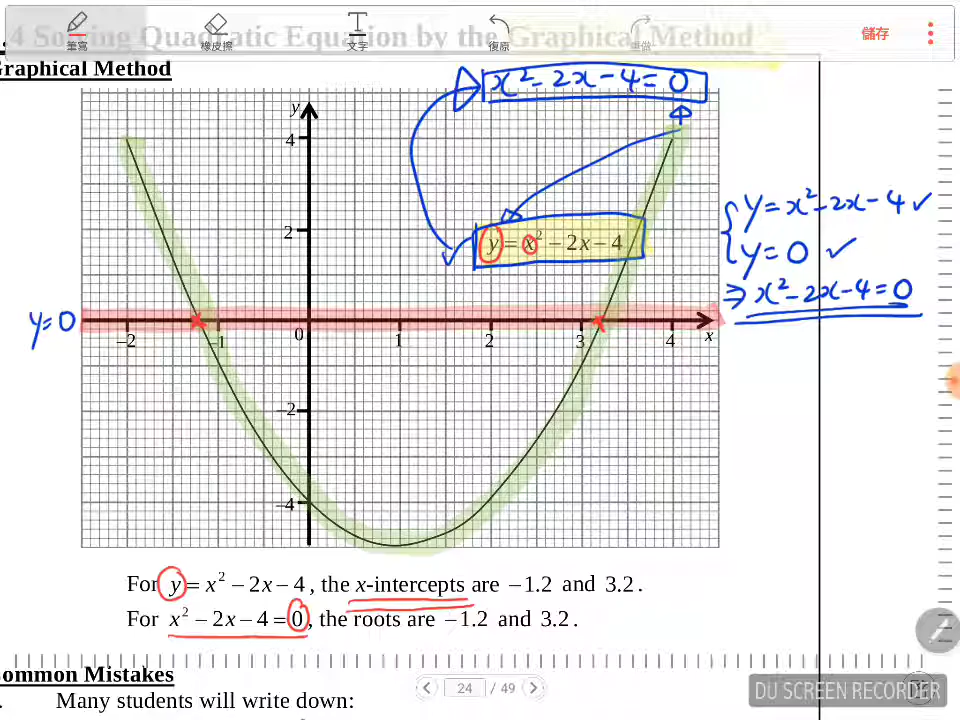 .4 Solving Quadratic Equation by the Graphical Method
筆寫 橡皮擦 文字 復原 重做 儲存
Graphical Method
x² − 2x − 4 = 0
y
4
2
y = x² − 2x − 4
y = x² − 2x − 4 ✓
y = 0 ✓
⇒ x² − 2x − 4 = 0
y = 0
−2 −1 0 1 2 3 4 x
−2
−4
For y = x² − 2x − 4, the x-intercepts are −1.2 and 3.2.
For x² − 2x − 4 = 0, the roots are −1.2 and 3.2.
ommon Mistakes
Many students will write down:
24 / 49
DU SCREEN RECORDER